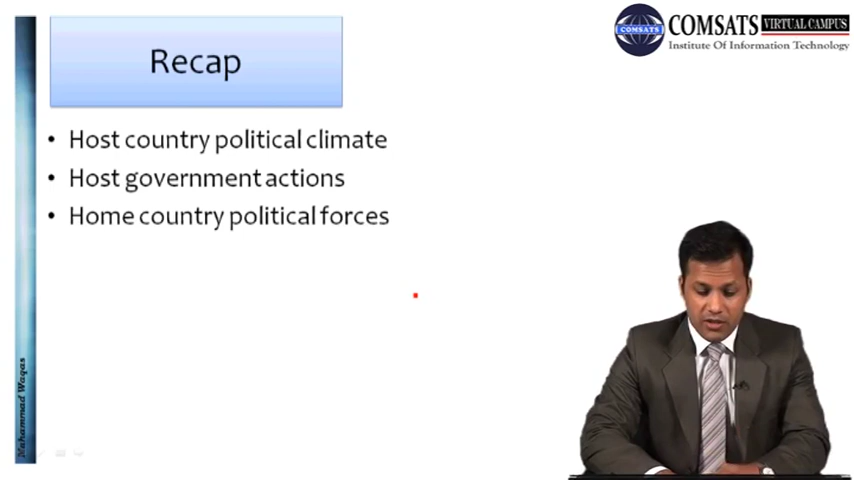 Recap
COMSATS
COMSATS VIRTUAL CAMPUS
Institute Of Information Technology
• Host country political climate
• Host government actions
• Home country political forces
Muhammad Waqas